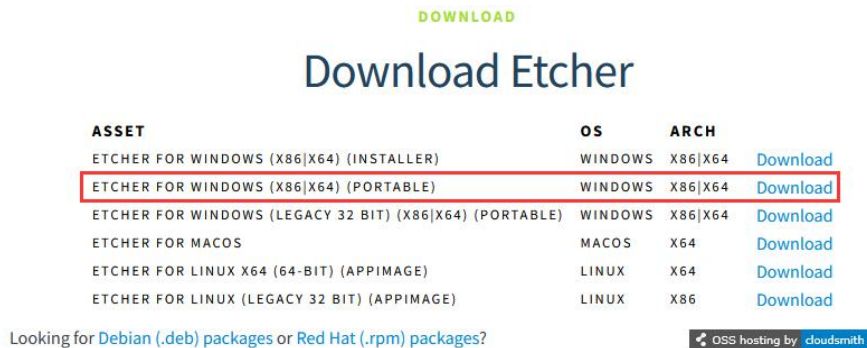 DOWNLOAD
Download Etcher
ASSET OS ARCH
ETCHER FOR WINDOWS (X86|X64) (INSTALLER) WINDOWS X86|X64 Download
ETCHER FOR WINDOWS (X86|X64) (PORTABLE) WINDOWS X86|X64 Download
ETCHER FOR WINDOWS (LEGACY 32 BIT) (X86|X64) (PORTABLE) WINDOWS X86|X64 Download
ETCHER FOR MACOS MACOS X64 Download
ETCHER FOR LINUX X64 (64-BIT) (APPIMAGE) LINUX X64 Download
ETCHER FOR LINUX (LEGACY 32 BIT) (APPIMAGE) LINUX X86 Download
Looking for Debian (.deb) packages or Red Hat (.rpm) packages? OSS hosting by cloudsmith